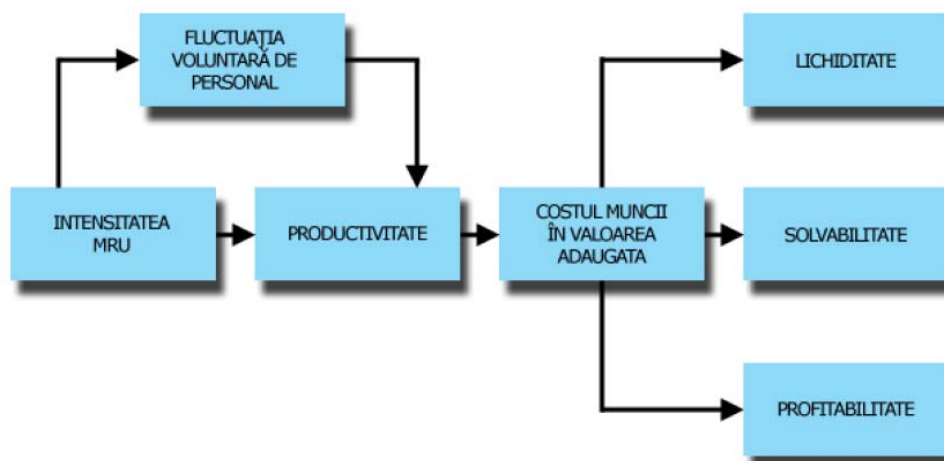 FLUCTUAȚIA
VOLUNTARĂ DE
PERSONAL
LICHIDITATE
INTENSITATEA
MRU
PRODUCTIVITATE
COSTUL MUNCII
ÎN VALOAREA
ADAUGATA
SOLVABILITATE
PROFITABILITATE